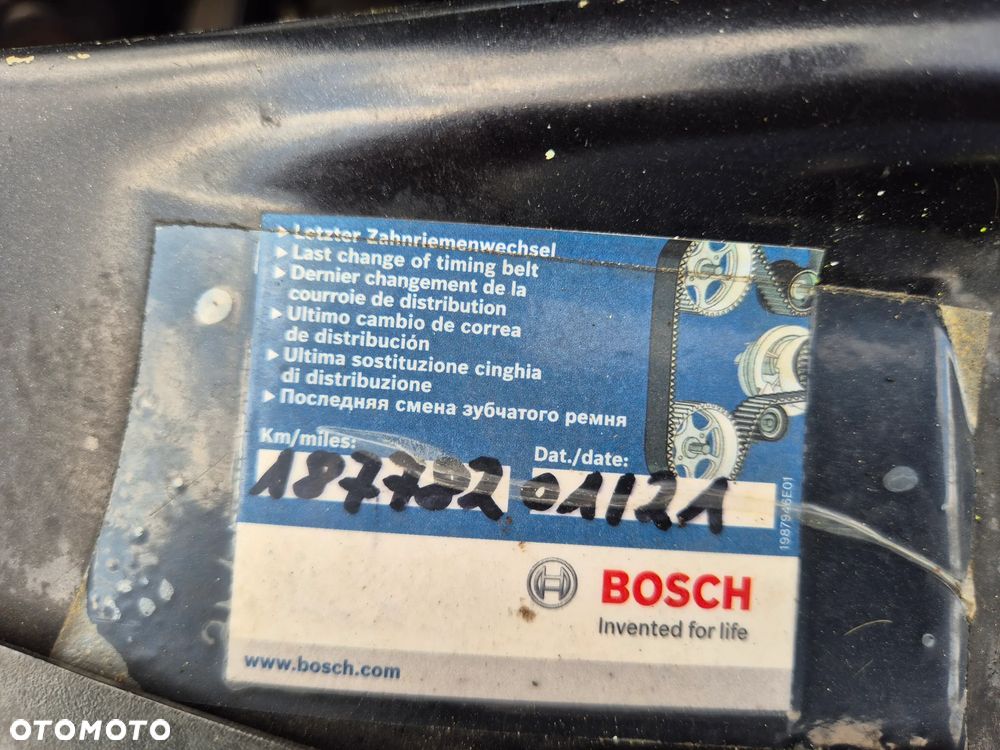 ▸ Letzter Zahnriemenwechsel
▸ Last change of timing belt
▸ Dernier changement de la
courroie de distribution
▸ Ultimo cambio de correa
de distribución
▸ Ultima sostituzione cinghia
di distribuzione
▸ Последняя смена зубчатого ремня
Km/miles: Dat./date:
187782 01/21
1987946E01
BOSCH
Invented for life
www.bosch.com
OTOMOTO